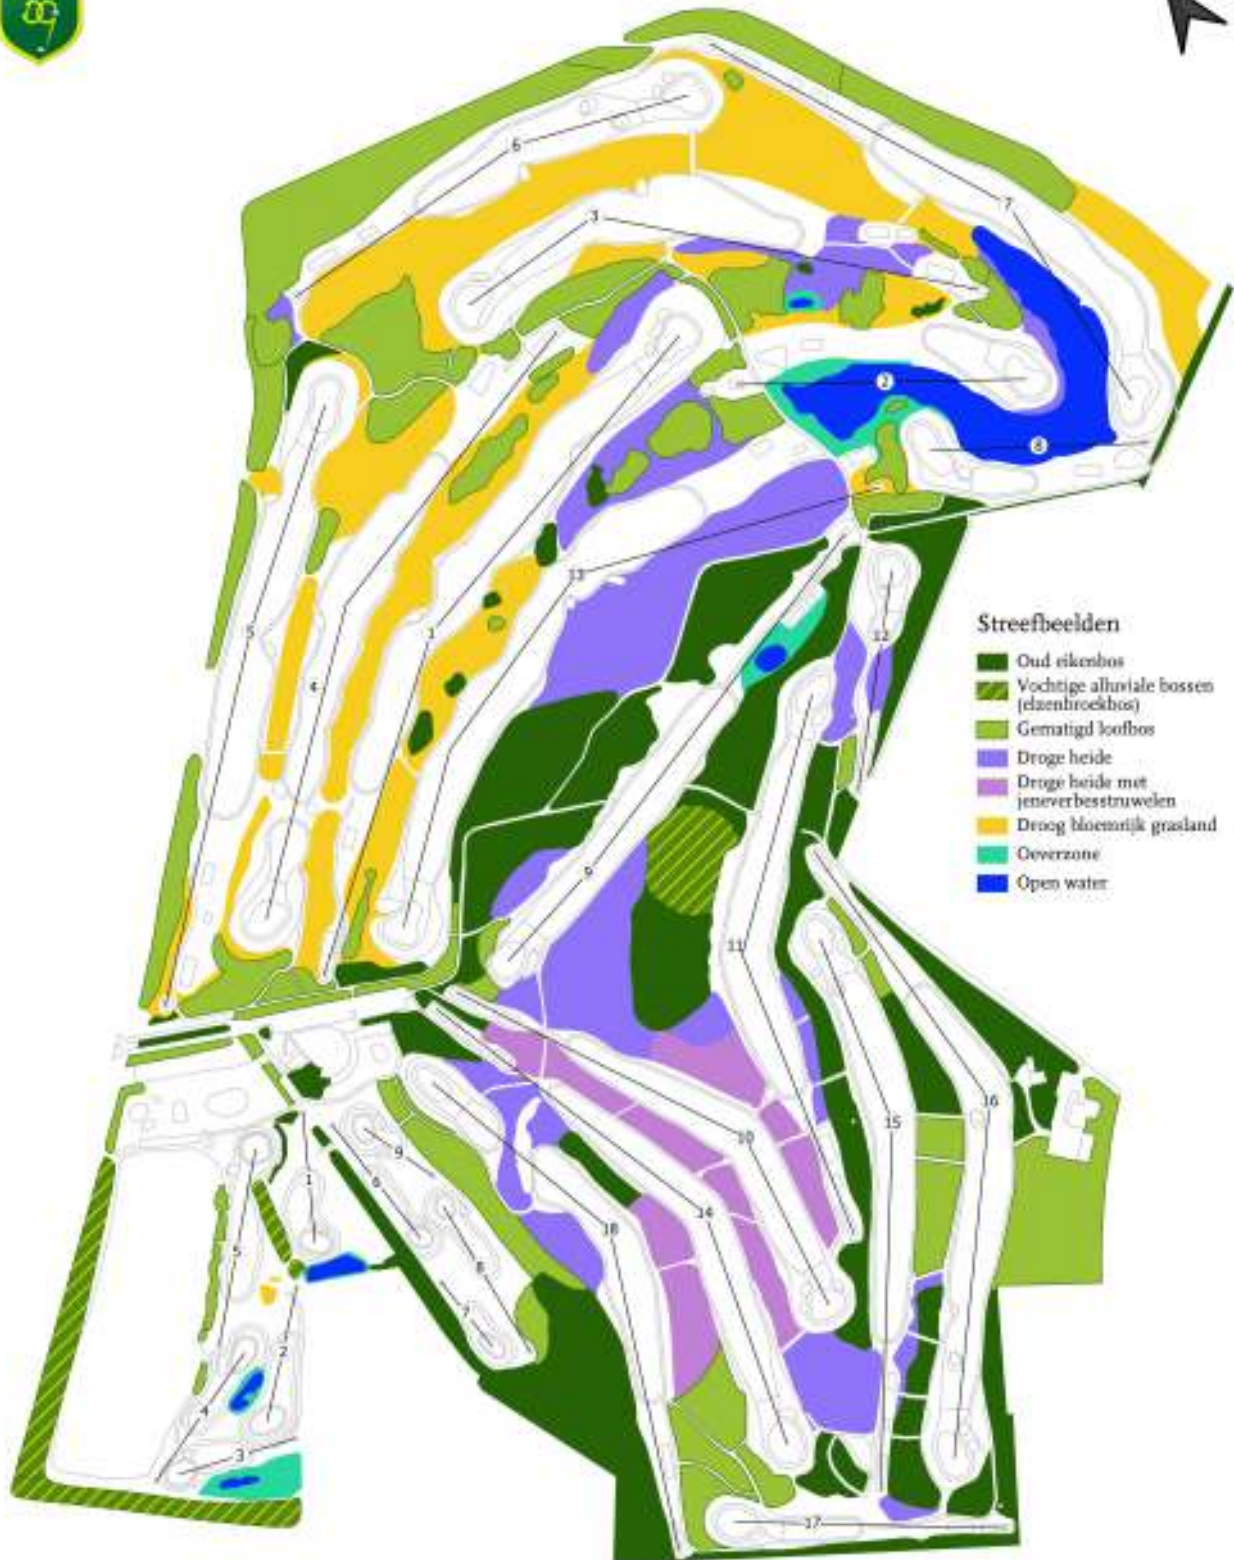 6
7
3
2
8
5
13
12
4
1
9
11
16
15
10
9
1
6
14
18
5
8
7
2
4
3
17
Streefbeelden
Oud eikenbos
Vochtige alluviale bossen
(elzenbroekbos)
Gematigd loofbos
Droge heide
Droge heide met
jeneverbesstruwelen
Droog bloemrijk grasland
Oeverzone
Open water